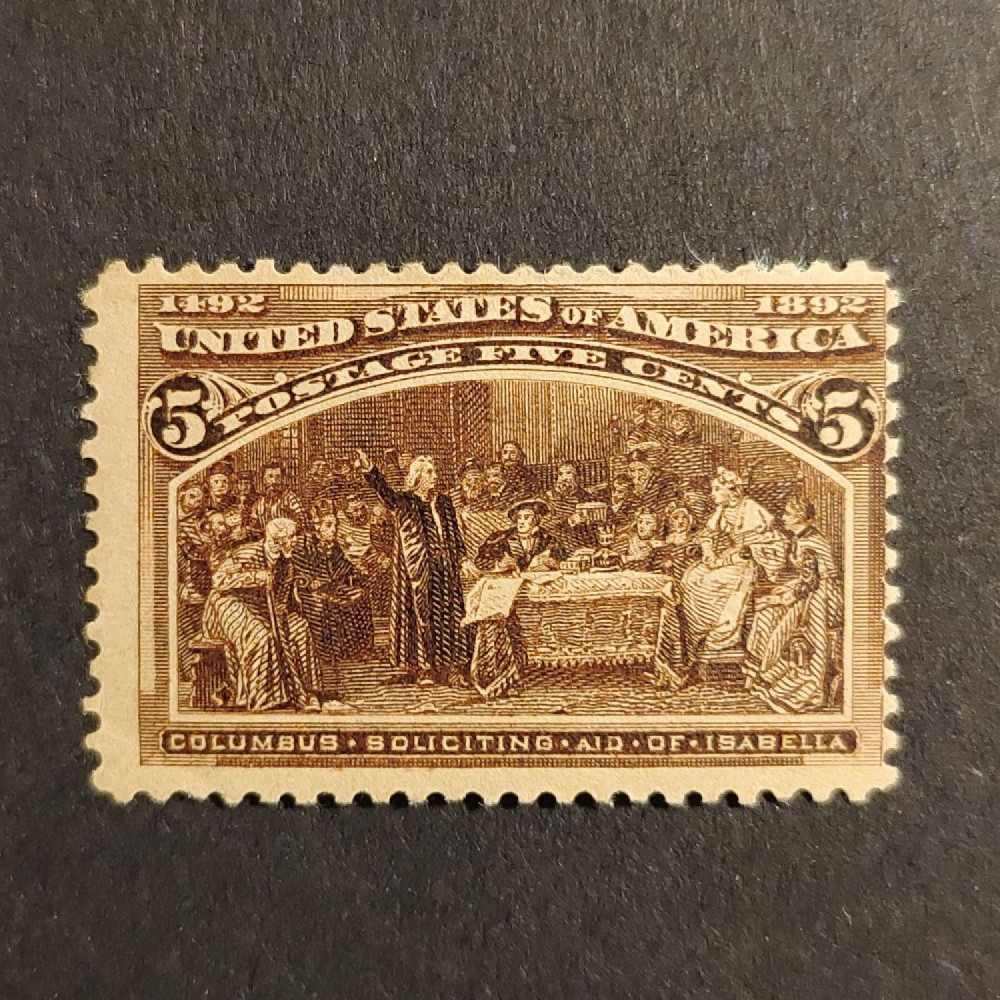 1492 1892
UNITED STATES OF AMERICA
POSTAGE FIVE CENTS
5 5
COLUMBUS · SOLICITING · AID · OF · ISABELLA